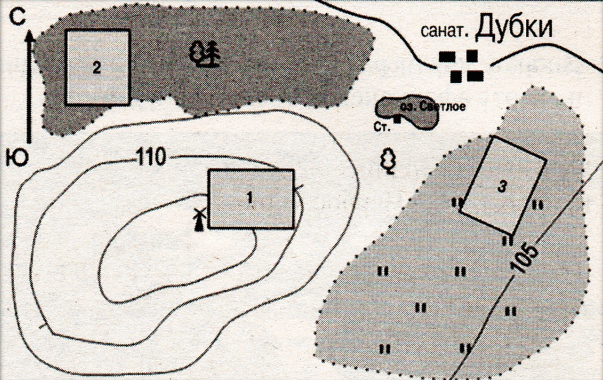 С
санат. Дубки
2
оз. Светлое
Ст.
Ю
110
1
3
105